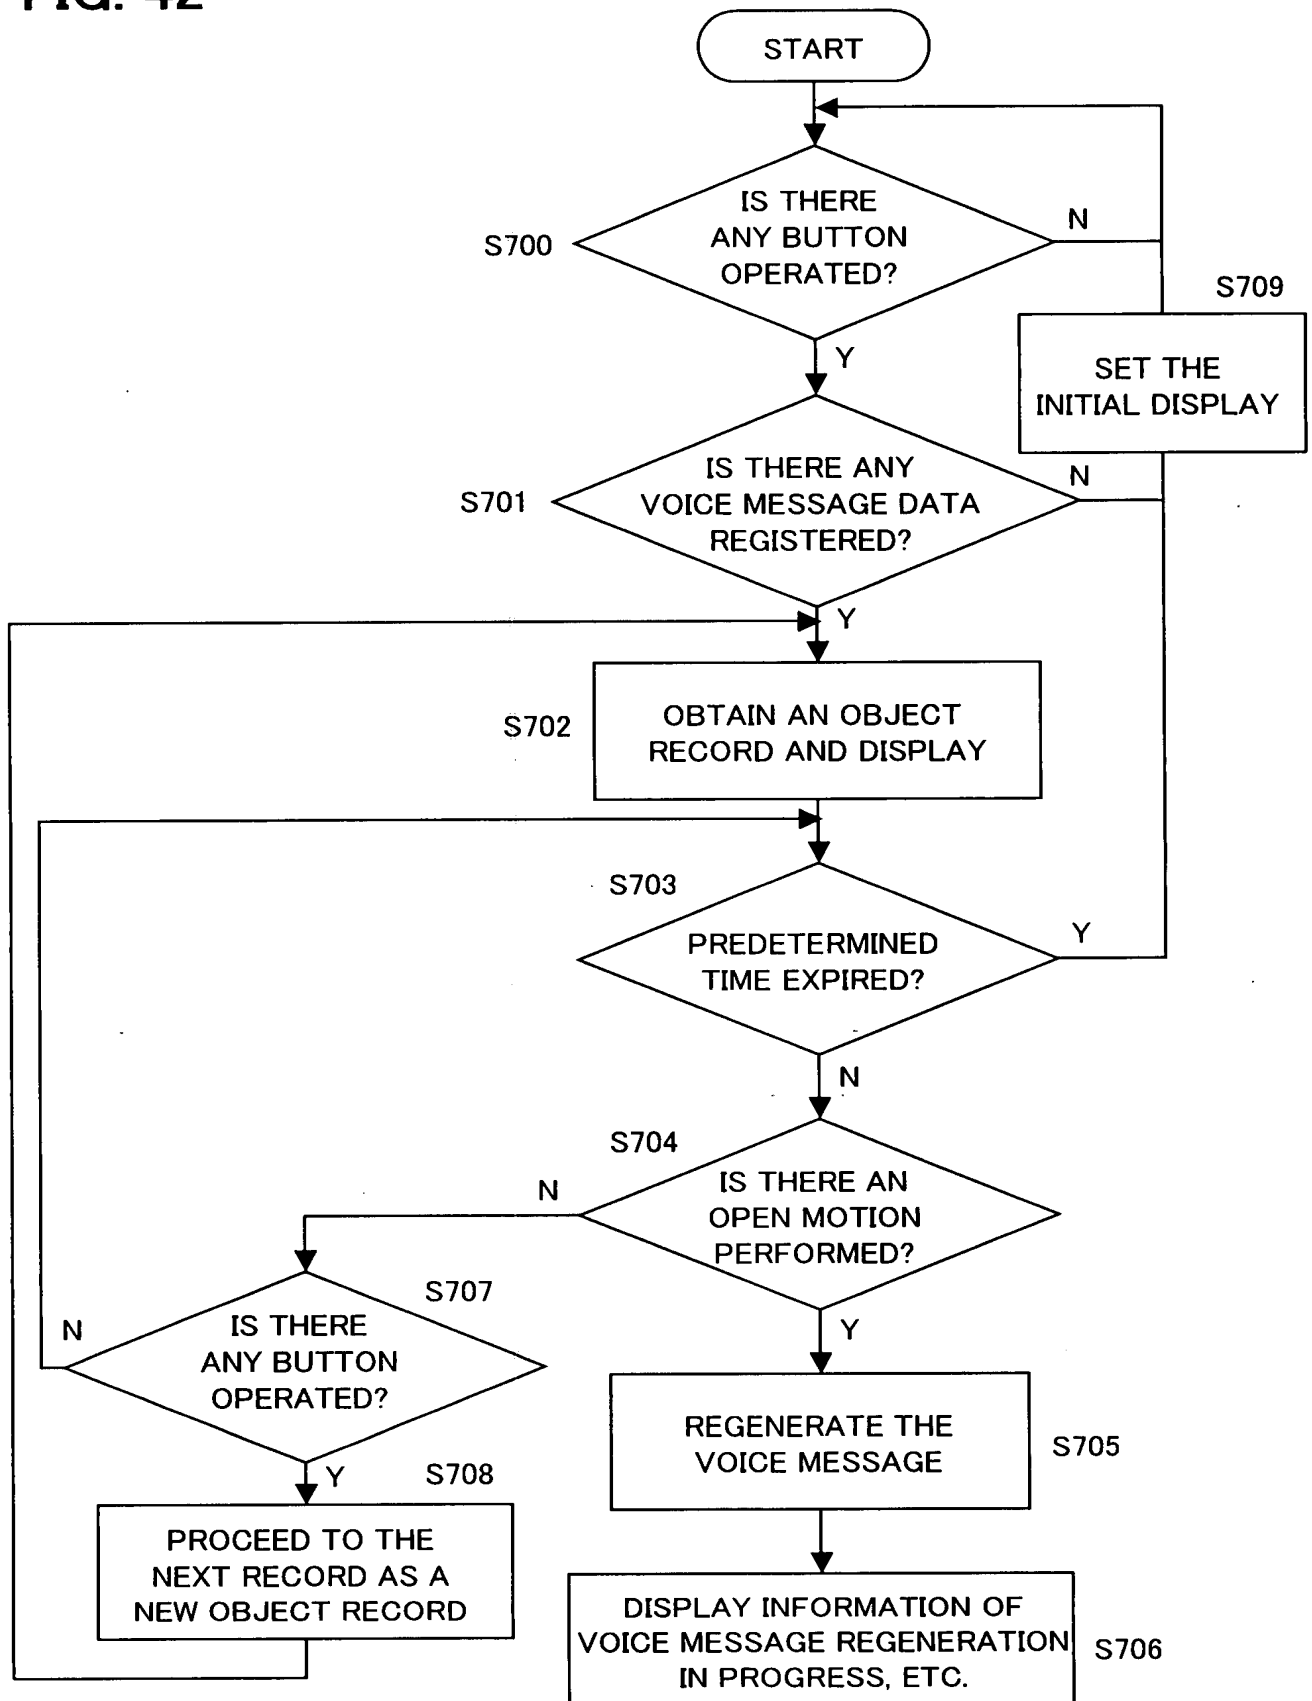 FIG. 42
START
IS THERE
ANY BUTTON
OPERATED?
S700
N
Y
S709
SET THE
INITIAL DISPLAY
IS THERE ANY
VOICE MESSAGE DATA
REGISTERED?
S701
N
Y
S702
OBTAIN AN OBJECT
RECORD AND DISPLAY
S703
PREDETERMINED
TIME EXPIRED?
Y
N
S704
IS THERE AN
OPEN MOTION
PERFORMED?
N
Y
S707
IS THERE
ANY BUTTON
OPERATED?
N
Y
REGENERATE THE
VOICE MESSAGE
S705
S708
PROCEED TO THE
NEXT RECORD AS A
NEW OBJECT RECORD
DISPLAY INFORMATION OF
VOICE MESSAGE REGENERATION
IN PROGRESS, ETC.
S706